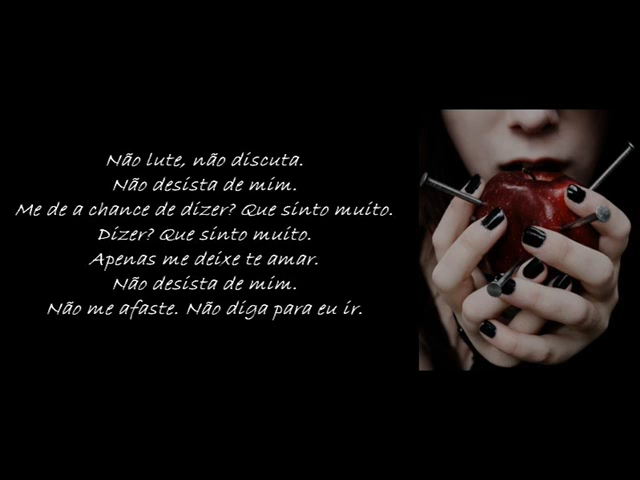 Não lute, não discuta.
Não desista de mim.
Me de a chance de dizer? Que sinto muito.
Dizer? Que sinto muito.
Apenas me deixe te amar.
Não desista de mim.
Não me afaste. Não diga para eu ir.